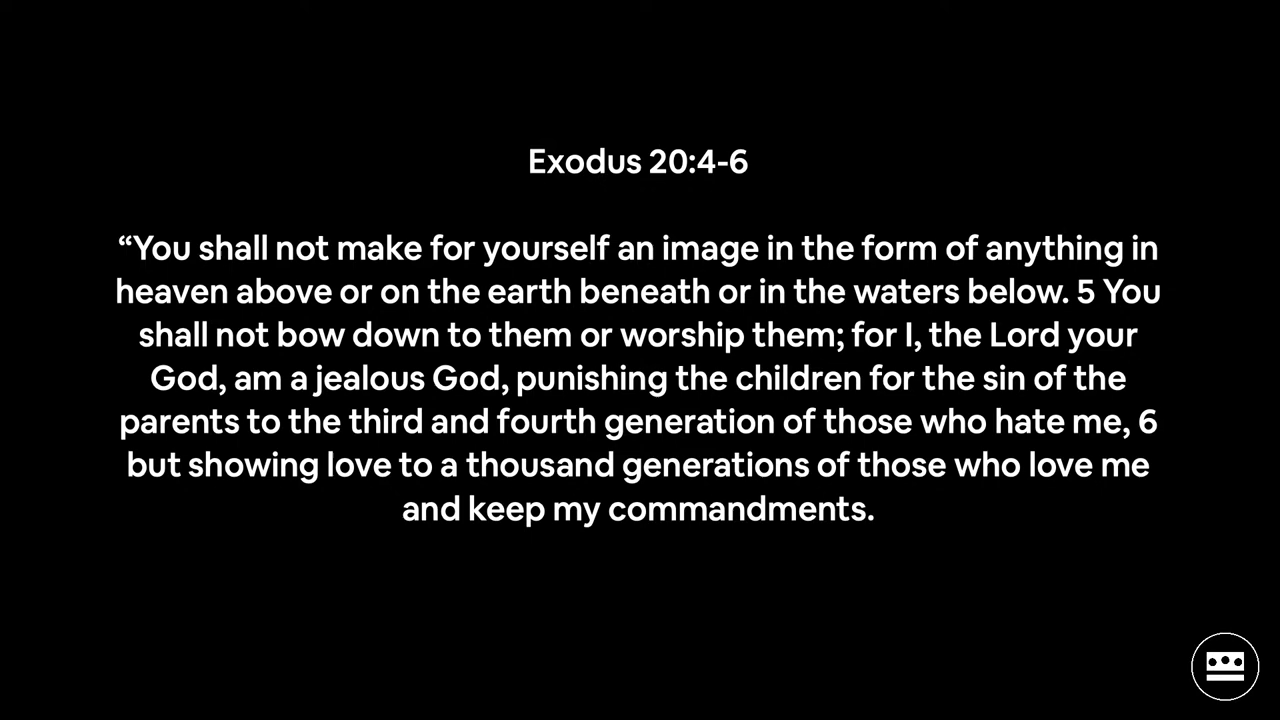 Exodus 20:4-6
“You shall not make for yourself an image in the form of anything in
heaven above or on the earth beneath or in the waters below. 5 You
shall not bow down to them or worship them; for I, the Lord your
God, am a jealous God, punishing the children for the sin of the
parents to the third and fourth generation of those who hate me, 6
but showing love to a thousand generations of those who love me
and keep my commandments.